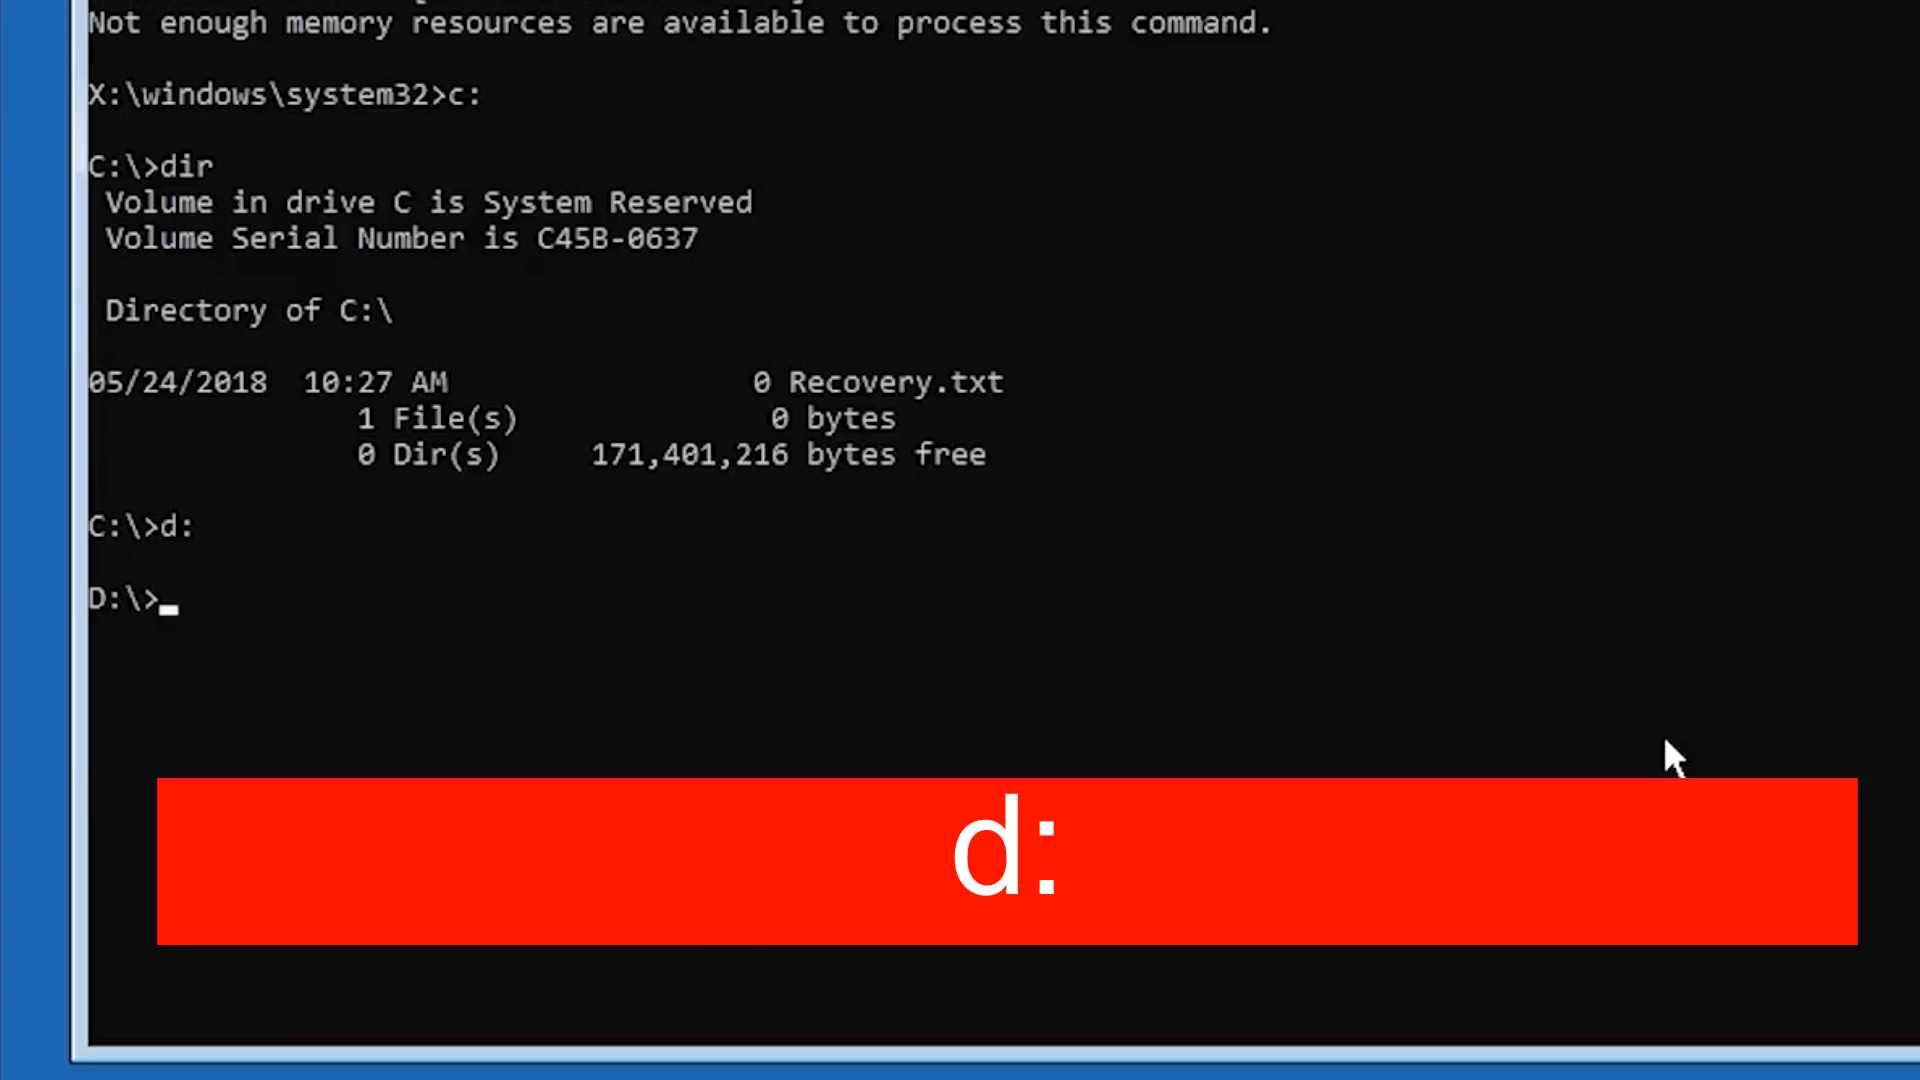 Not enough memory resources are available to process this command.
X:\windows\system32>c:
C:\>dir
Volume in drive C is System Reserved
Volume Serial Number is C45B-0637
Directory of C:\
05/24/2018  10:27 AM                 0 Recovery.txt
1 File(s)              0 bytes
0 Dir(s)     171,401,216 bytes free
C:\>d:
D:\>
d: